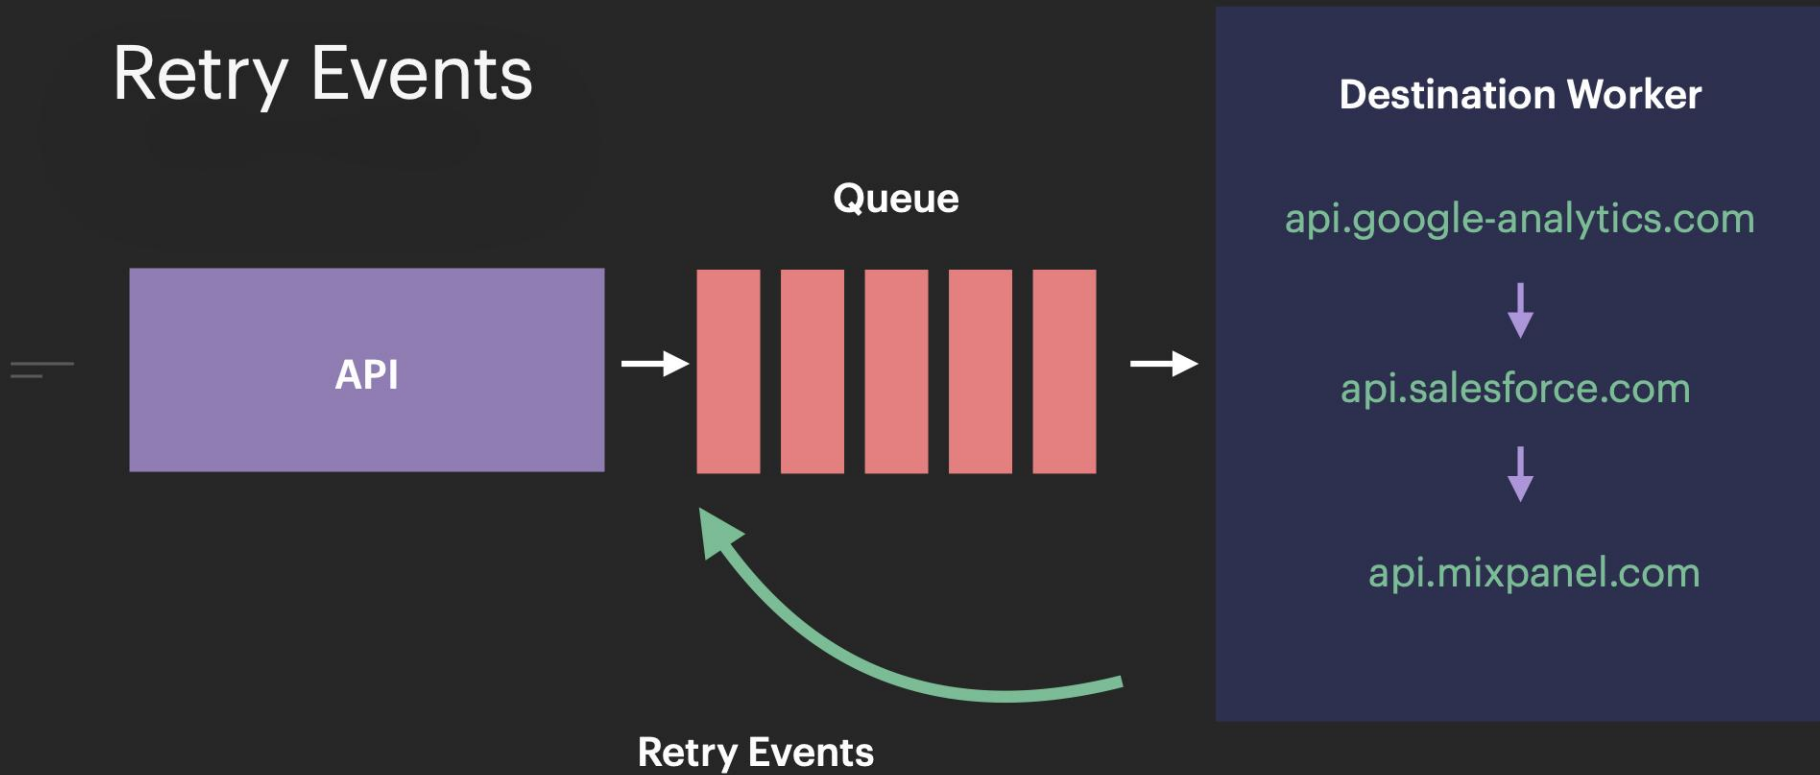 Retry Events
Destination Worker
Queue
api.google-analytics.com
API
api.salesforce.com
api.mixpanel.com
Retry Events